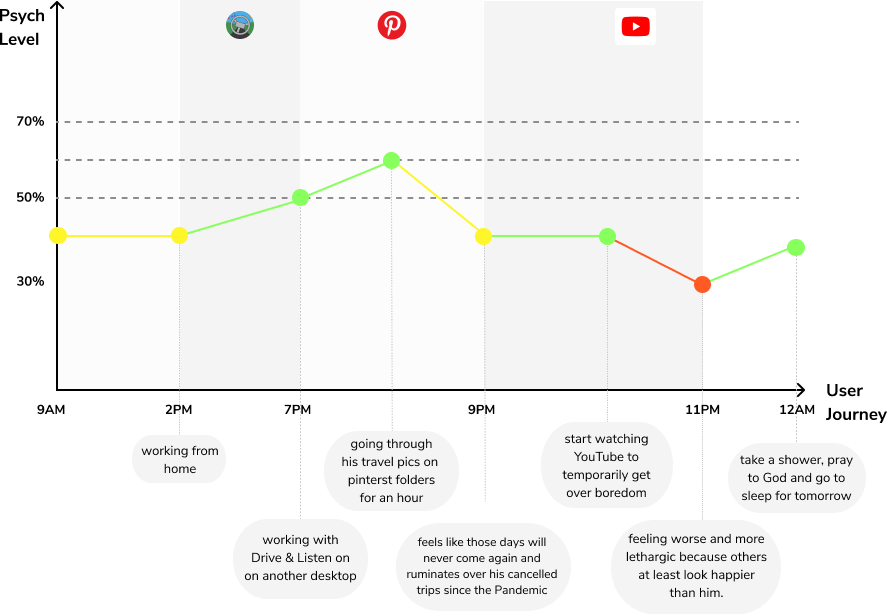 Psych
Level
70%
50%
30%
9AM
2PM
7PM
9PM
11PM
12AM
User
Journey
working from
home
working with
Drive & Listen on
on another desktop
going through
his travel pics on
pinterst folders
for an hour
feels like those days will
never come again and
ruminates over his cancelled
trips since the Pandemic
start watching
YouTube to
temporarily get
over boredom
feeling worse and more
lethargic because others
at least look happier
than him.
take a shower, pray
to God and go to
sleep for tomorrow